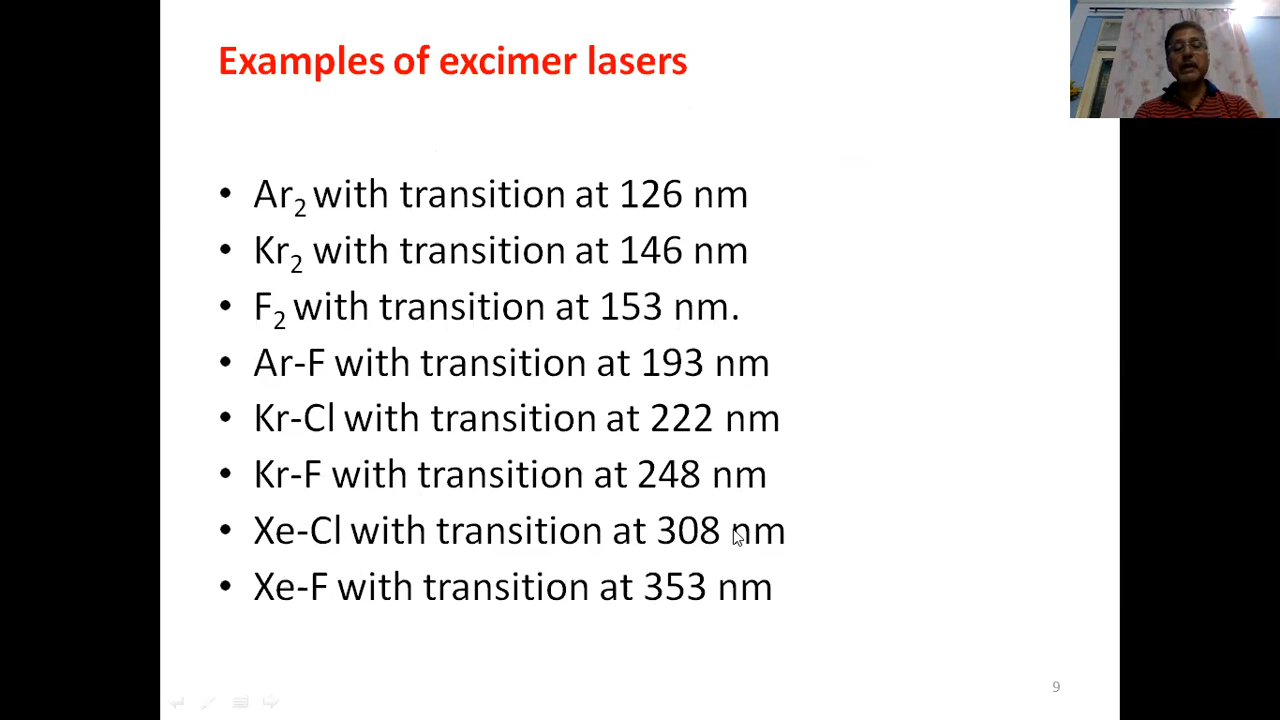 Examples of excimer lasers
• Ar₂ with transition at 126 nm
• Kr₂ with transition at 146 nm
• F₂ with transition at 153 nm.
• Ar-F with transition at 193 nm
• Kr-Cl with transition at 222 nm
• Kr-F with transition at 248 nm
• Xe-Cl with transition at 308 nm
• Xe-F with transition at 353 nm
9